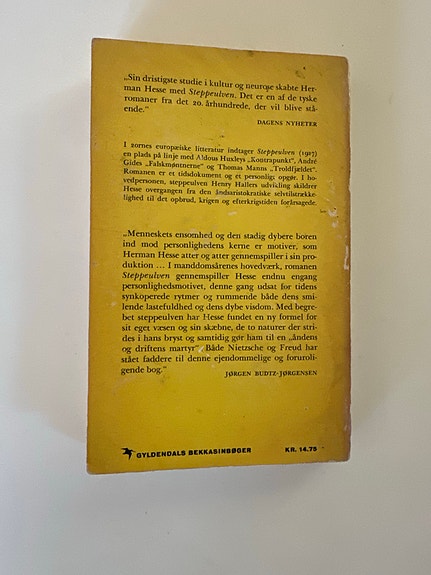 „Sin dristigste studie i kultur og neurose skabte Her-
man Hesse med Steppeulven. Det er en af de tyske
romaner fra det 20. århundrede, der vil blive stå-
ende."
DAGENS NYHETER
I 20rnes europæiske litteratur indtager Steppeulven (1927)
en plads på linje med Aldous Huxleys „Kontrapunkt", André
Gides „Falskmøntnerne" og Thomas Manns „Troldfjeldet".
Romanen er et tidsdokument og et personligt opgør. I ho-
vedpersonen, steppeulven Henry Hallers udvikling skildrer
Hesse overgangen fra den åndsaristokratiske selvtilstrække-
lighed til det opbrud, krigen og efterkrigstiden forårsagede.
„Menneskets ensomhed og den stadig dybere boren
ind mod personlighedens kerne er motiver, som
Herman Hesse atter og atter gennemspiller i sin pro-
duktion ... I manddomsårenes hovedværk, romanen
Steppeulven gennemspiller Hesse endnu engang
personlighedsmotivet, denne gang udsat for tidens
synkoperede rytmer og rummende både dens smi-
lende lastefuldhed og dens dybe visdom. Med begre-
bet steppeulven har Hesse fundet en ny formel for
sit eget væsen og sin skæbne, de to naturer der stri-
des i hans bryst og samtidig gør ham til en „åndens
og driftens martyr". Både Nietzsche og Freud har
stået faddere til denne ejendommelige og foruroli-
gende bog."
JØRGEN BUDTZ-JØRGENSEN
GYLDENDALS BEKKASINBØGER KR. 14.75